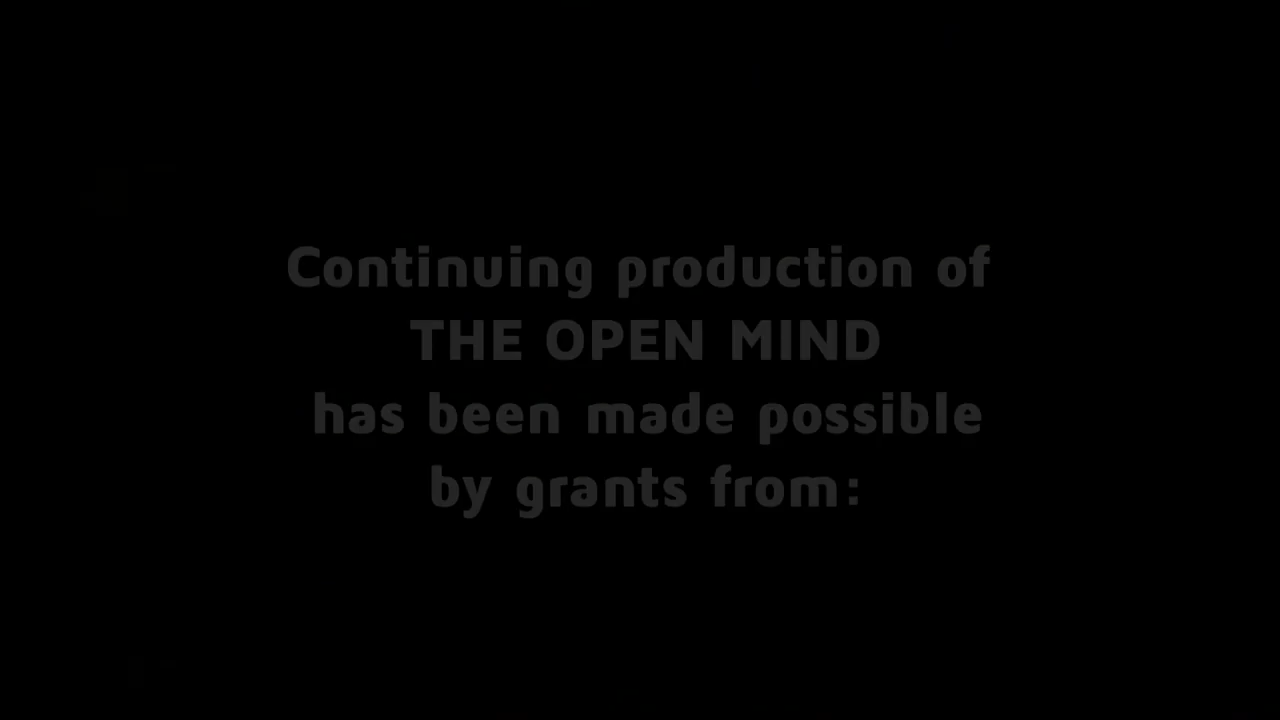 Continuing production of
THE OPEN MIND
has been made possible
by grants from: